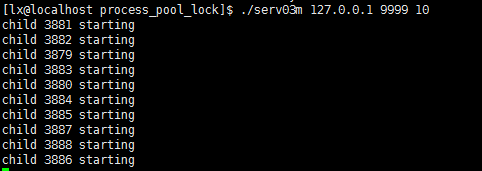 [lx@localhost process_pool_lock]$ ./serv03m 127.0.0.1 9999 10
child 3881 starting
child 3882 starting
child 3879 starting
child 3883 starting
child 3880 starting
child 3884 starting
child 3885 starting
child 3887 starting
child 3888 starting
child 3886 starting